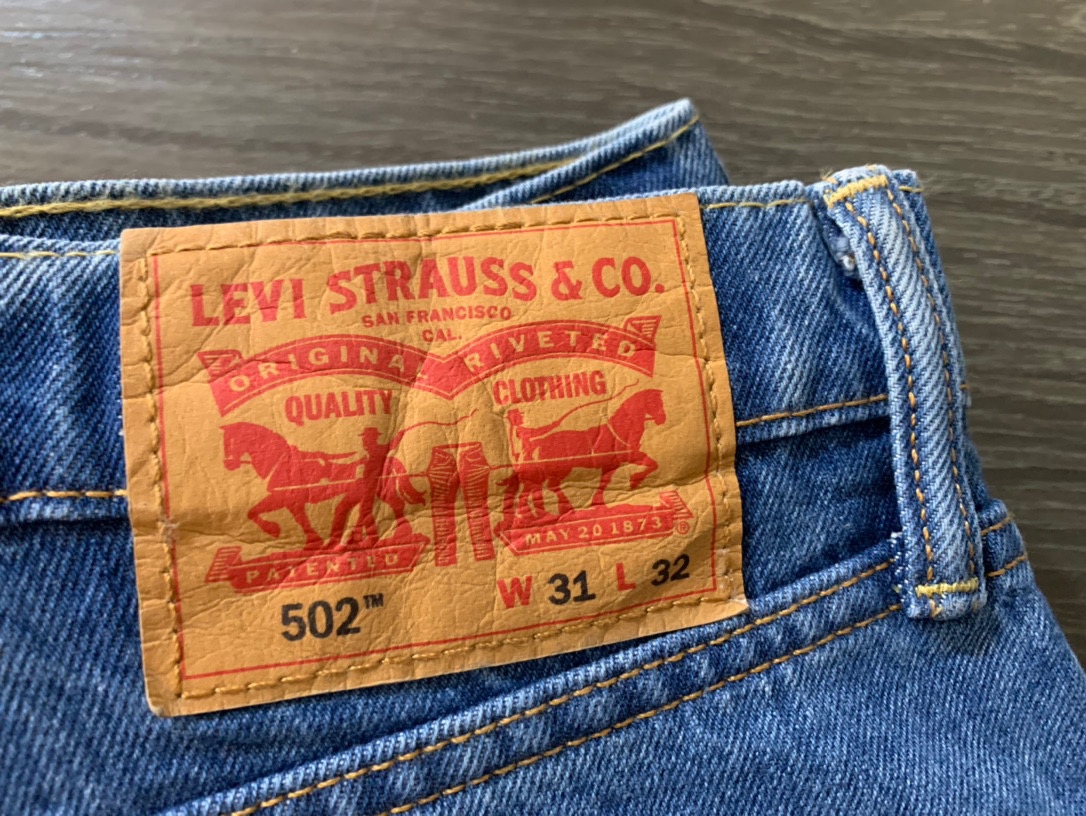 LEVI STRAUSS & CO.
SAN FRANCISCO
CAL.
ORIGINAL RIVETED
QUALITY CLOTHING
PATENTED
MAY 20 1873 ®
502™ W 31 L 32